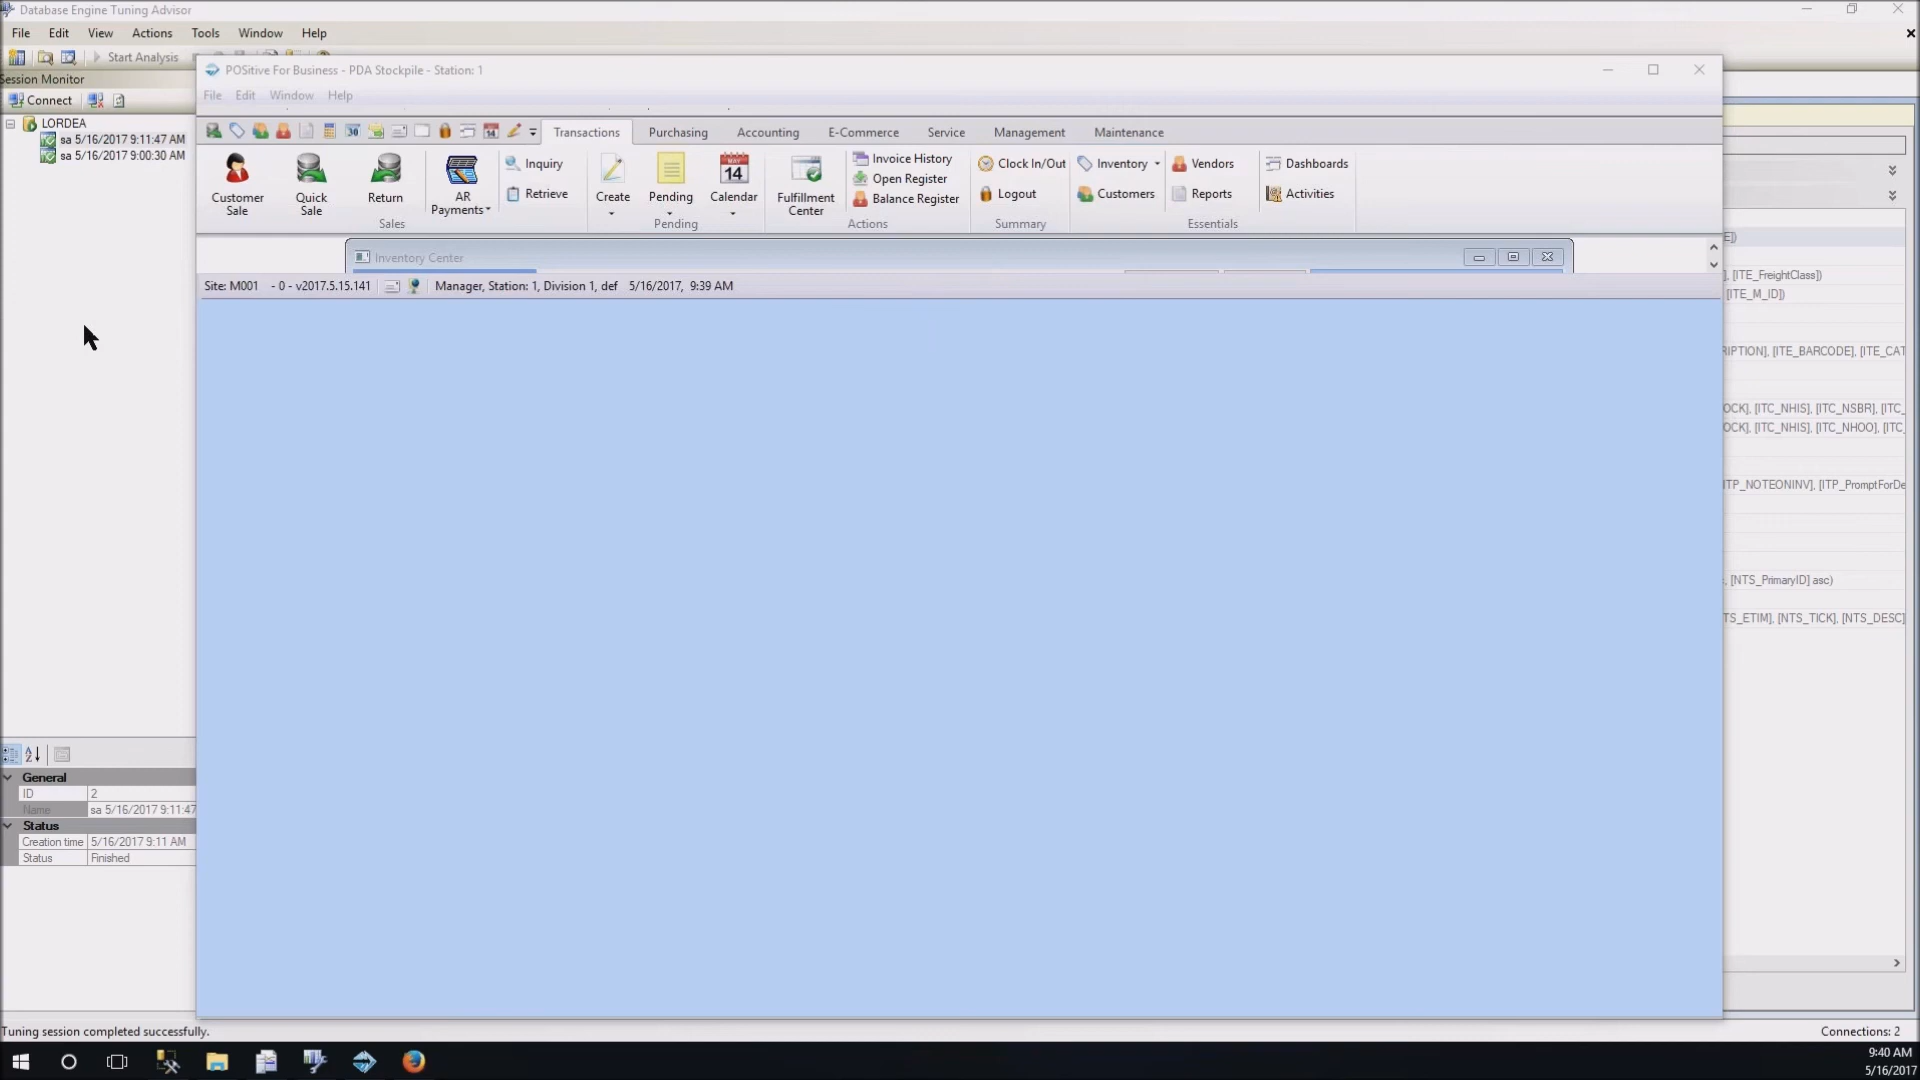 Database Engine Tuning Advisor
File Edit View Actions Tools Window Help
Start Analysis
Session Monitor
Connect
LORDEA
sa 5/16/2017 9:11:47 AM
sa 5/16/2017 9:00:30 AM
POSitive For Business - PDA Stockpile - Station: 1
File Edit Window Help
30 14 Transactions Purchasing Accounting E-Commerce Service Management Maintenance
Customer Sale
Quick Sale
Return
AR Payments
Inquiry
Retrieve
Sales
Create
Pending
MAY 14
Calendar
Pending
Fulfillment Center
Invoice History
Open Register
Balance Register
Actions
Clock In/Out
Logout
Summary
Inventory
Customers
Vendors
Reports
Dashboards
Activities
Essentials
Inventory Center
Site: M001 - 0 - v2017.5.15.141 Manager, Station: 1, Division 1, def 5/16/2017, 9:39 AM
E])
], [ITE_FreightClass])
[ITE_M_ID])
RIPTION], [ITE_BARCODE], [ITE_CAT
OCK], [ITC_NHIS], [ITC_NSBR], [ITC_
OCK], [ITC_NHIS], [ITC_NHOO], [ITC_
ITP_NOTEONINV], [ITP_PromptForDe
, [NTS_PrimaryID] asc)
TS_ETIM], [NTS_TICK], [NTS_DESC]
General
ID 2
Name sa 5/16/2017 9:11:47
Status
Creation time 5/16/2017 9:11 AM
Status Finished
Tuning session completed successfully. Connections: 2
9:40 AM
5/16/2017